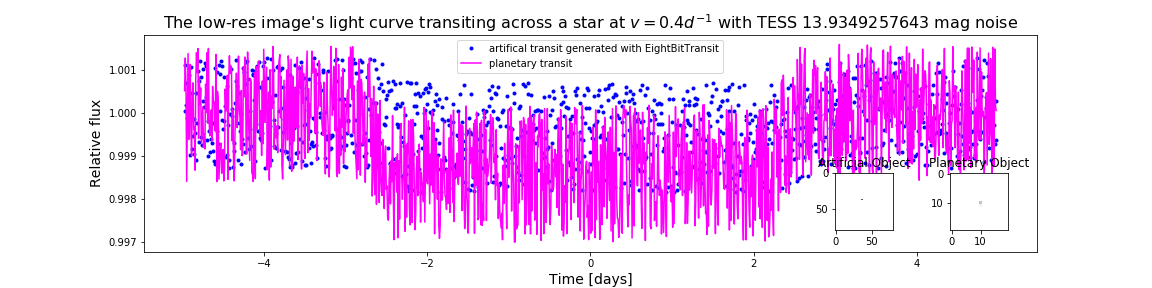 The low-res image's light curve transiting across a star at v = 0.4d⁻¹ with TESS 13.9349257643 mag noise
artifical transit generated with EightBitTransit
planetary transit
Relative flux
1.001
1.000
0.999
0.998
0.997
Artificial Object
Planetary Object
0
50
0 50
0
10
0 10
−4 −2 0 2 4
Time [days]